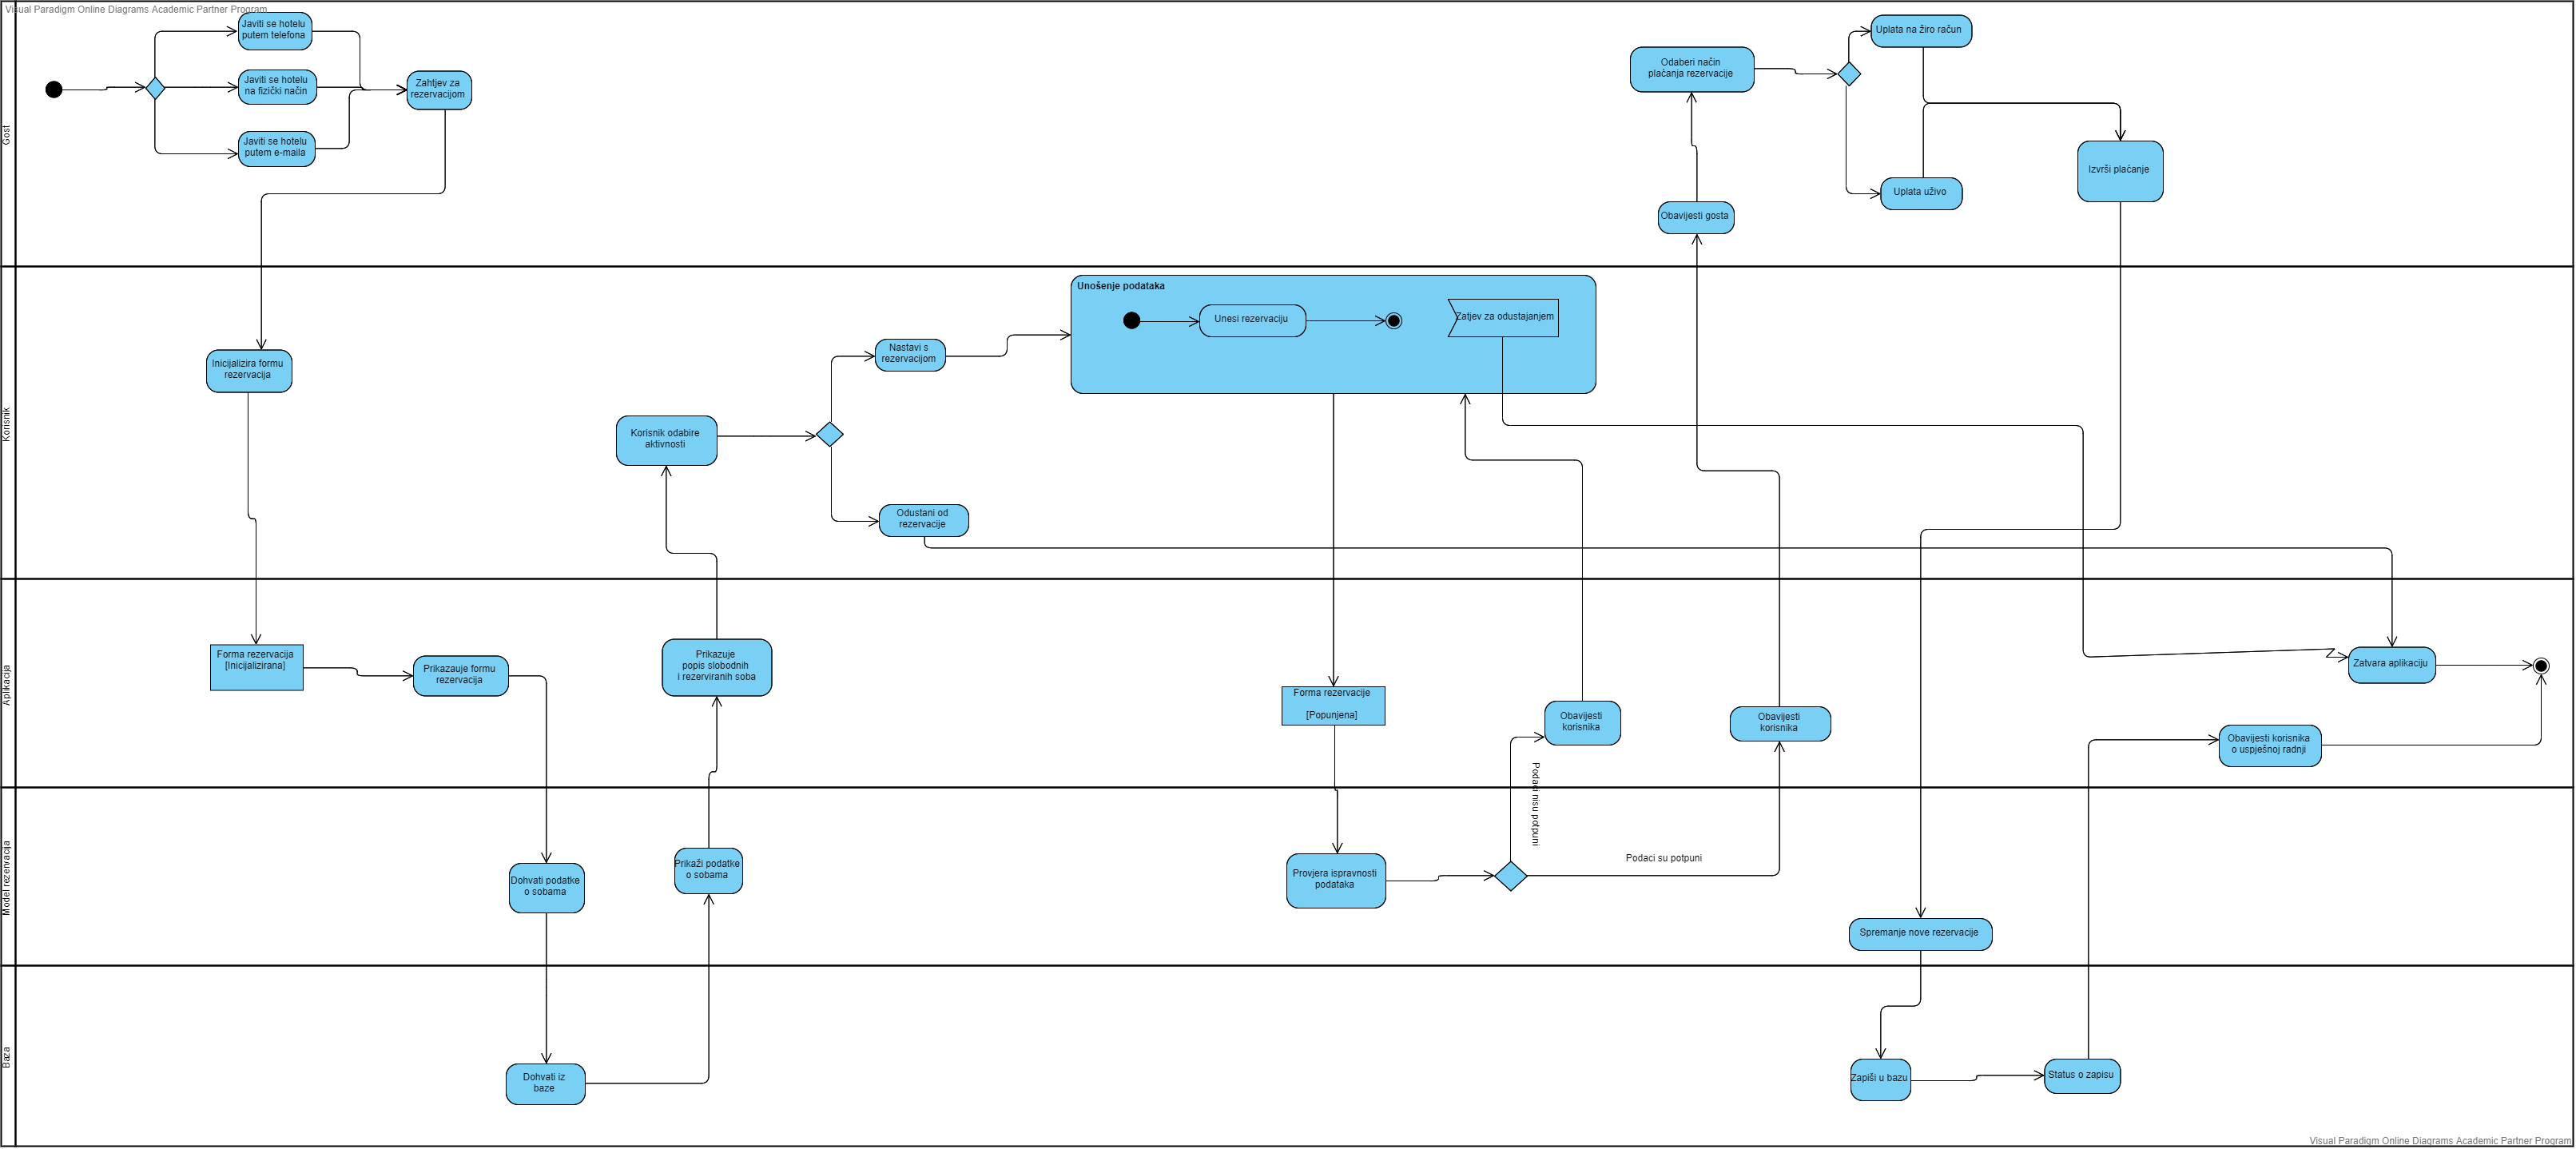 Visual Paradigm Online Diagrams Academic Partner Program
Gost
Javiti se hotelu
putem telefona
Javiti se hotelu
na fizički način
Javiti se hotelu
putem e-maila
Zahtjev za
rezervacijom
Odaberi način
plačanja rezervacije
Uplata na žiro račun
Uplata uživo
Izvrši plaćanje
Obavijesti gosta
Korisnik
Inicijalizira formu
rezervacija
Korisnik odabire
aktivnosti
Nastavi s
rezervacijom
Odustani od
rezervacije
Unošenje podataka
Unesi rezervaciju
Zatjev za odustajanjem
Aplikacija
Forma rezervacija
[Inicijalizirana]
Prikazauje formu
rezervacija
Prikazuje
popis slobodnih
i rezerviranih soba
Forma rezervacije
[Popunjena]
Obavijesti
korisnika
Obavijesti
korisnika
Zatvara aplikaciju
Obavijesti korisnika
o uspješnoj radnji
Model rezervacija
Dohvati podatke
o sobama
Prikaži podatke
o sobama
Provjera ispravnosti
podataka
Podaci nisu potpuni
Podaci su potpuni
Spremanje nove rezervacije
Baza
Dohvati iz
baze
Zapiši u bazu
Status o zapisu
Visual Paradigm Online Diagrams Academic Partner Program